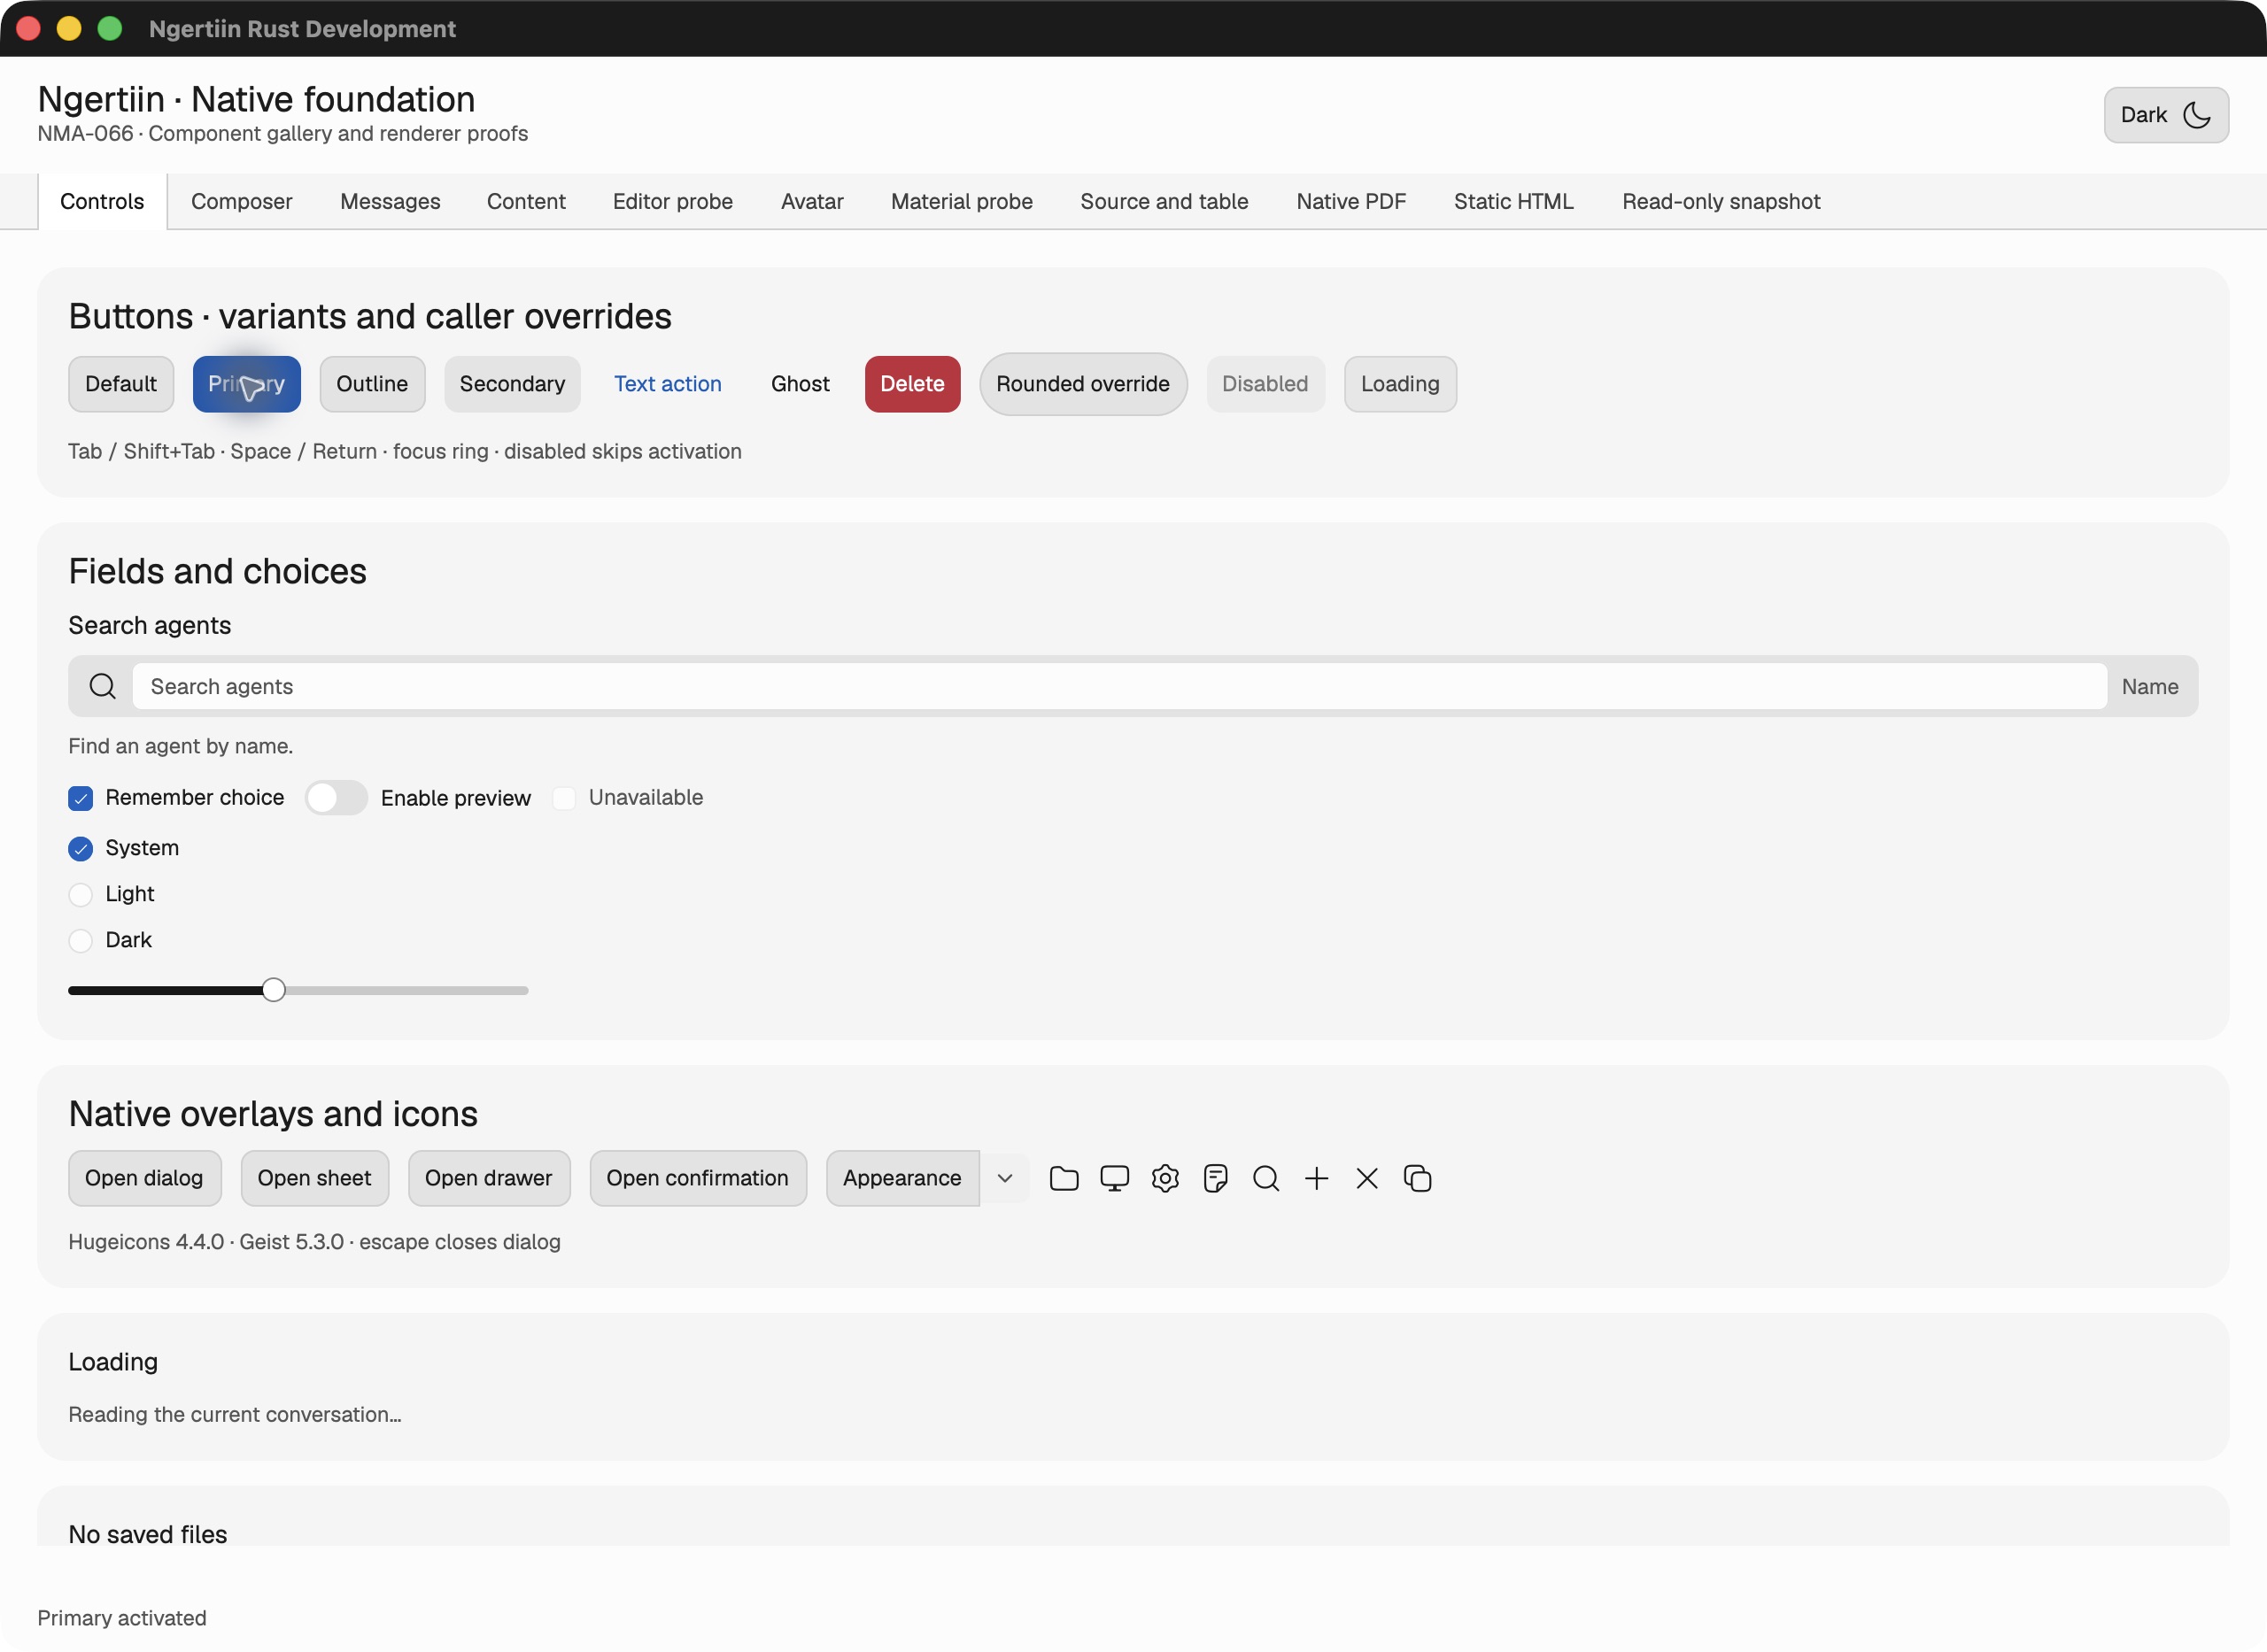 Ngertiin Rust Development
Ngertiin · Native foundation
NMA-066 · Component gallery and renderer proofs
Dark
Controls Composer Messages Content Editor probe Avatar Material probe Source and table Native PDF Static HTML Read-only snapshot
Buttons · variants and caller overrides
Default Primary Outline Secondary Text action Ghost Delete Rounded override Disabled Loading
Tab / Shift+Tab · Space / Return · focus ring · disabled skips activation
Fields and choices
Search agents
Search agents Name
Find an agent by name.
Remember choice Enable preview Unavailable
System
Light
Dark
Native overlays and icons
Open dialog Open sheet Open drawer Open confirmation Appearance
Hugeicons 4.4.0 · Geist 5.3.0 · escape closes dialog
Loading
Reading the current conversation…
No saved files
Primary activated